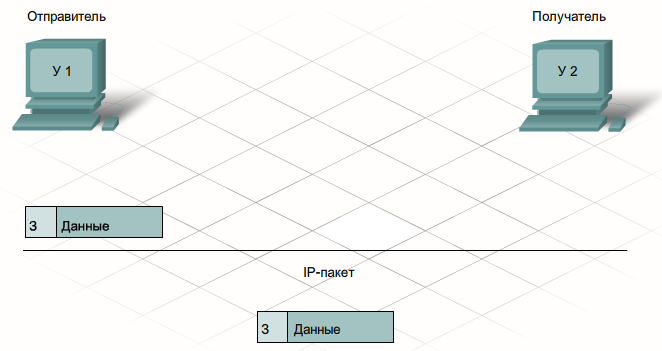 Отправитель
Получатель
У 1
У 2
З Данные
IP-пакет
З Данные